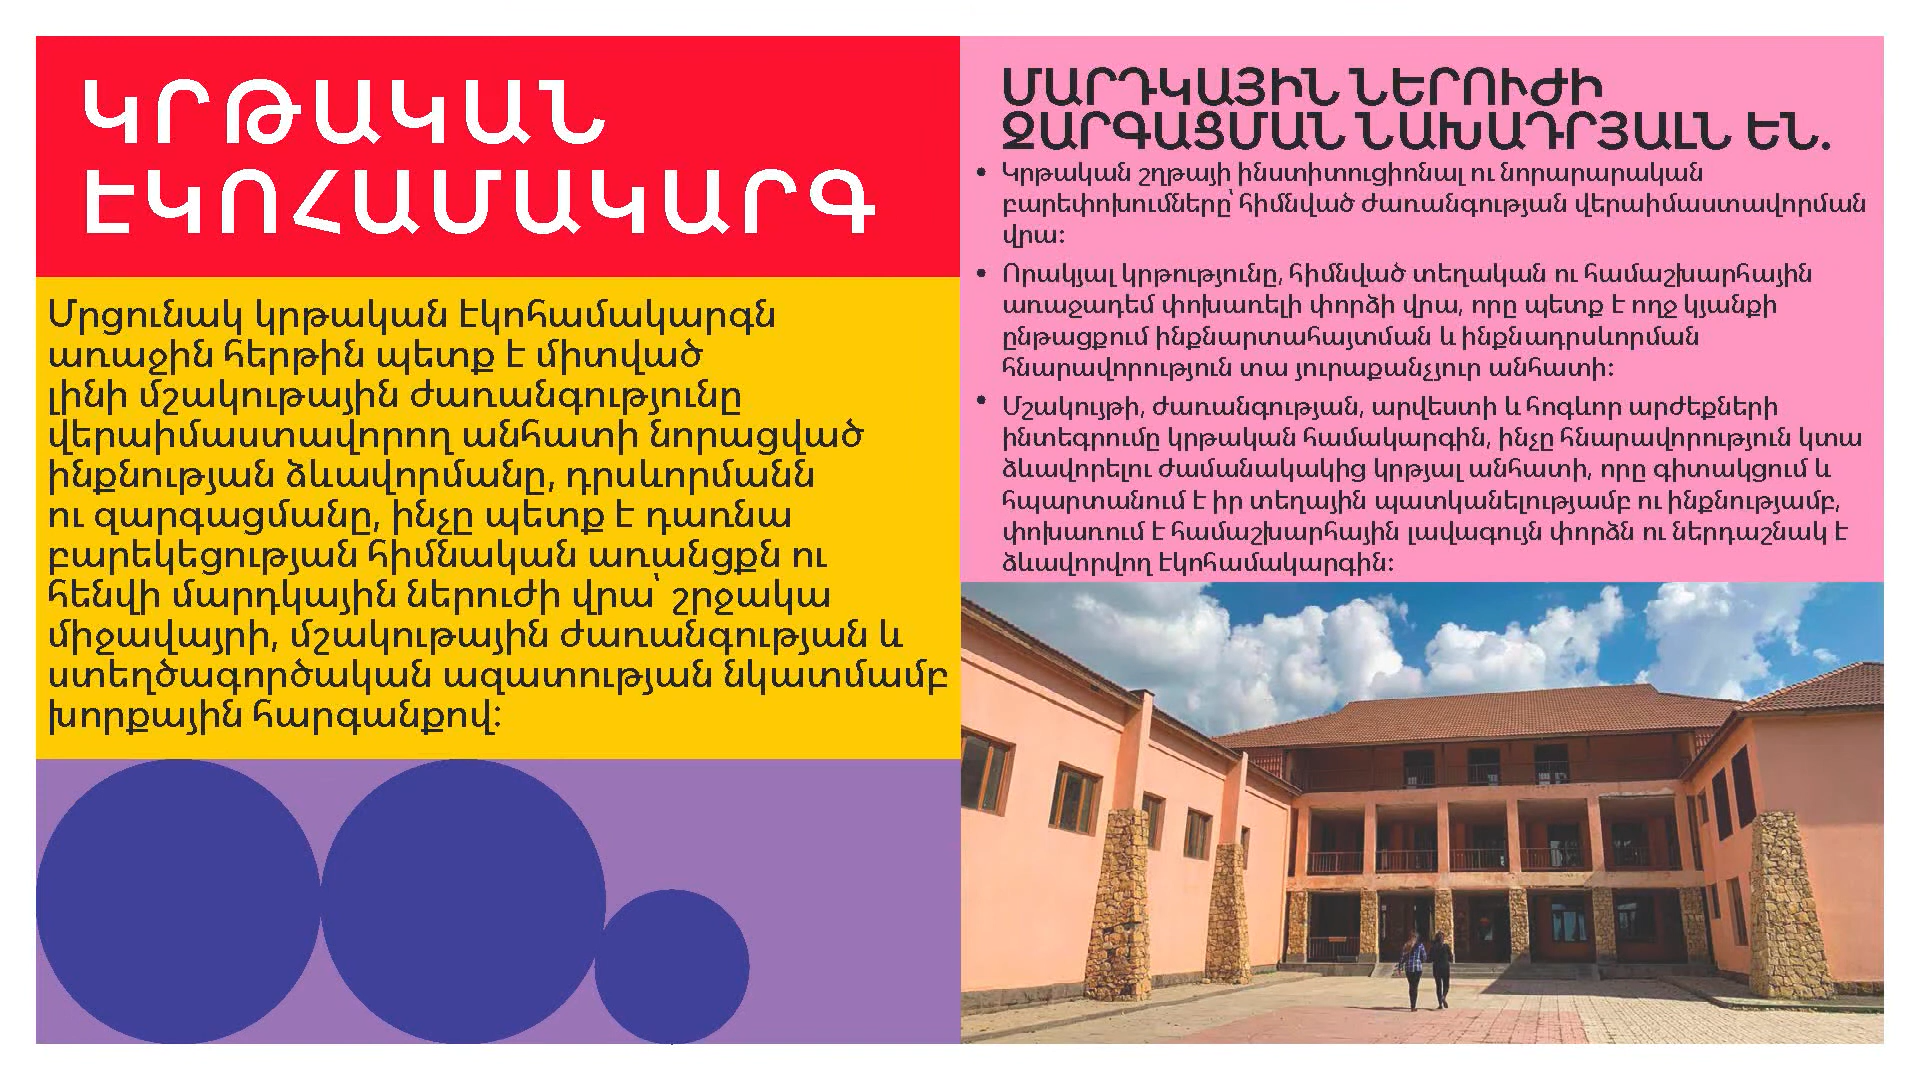 ԿՐԹԱԿԱՆ
ԷԿՈՀԱՄԱԿԱՐԳ
Մրցունակ կրթական էկոհամակարգն
առաջին հերթին պետք է միտված
լինի մշակութային ժառանգությունը
վերաիմաստավորող անհատի նորացված
ինքնության ձևավորմանը, դրսևորմանն
ու զարգացմանը, ինչը պետք է դառնա
բարեկեցության հիմնական առանցքն ու
հենվի մարդկային ներուժի վրա՝ շրջակա
միջավայրի, մշակութային ժառանգության և
ստեղծագործական ազատության նկատմամբ
խորքային հարգանքով:
ՄԱՐԴԿԱՅԻՆ ՆԵՐՈՒԺԻ
ԶԱՐԳԱՑՄԱՆ ՆԱԽԱԴՐՅԱԼՆ ԵՆ.
• Կրթական շղթայի ինստիտուցիոնալ ու նորարարական
բարեփոխումները՝ հիմնված ժառանգության վերաիմաստավորման
վրա:
• Որակյալ կրթությունը, հիմնված տեղական ու համաշխարհային
առաջադեմ փոխառելի փորձի վրա, որը պետք է ողջ կյանքի
ընթացքում ինքնարտահայտման և ինքնադրսևորման
հնարավորություն տա յուրաքանչյուր անհատի:
• Մշակույթի, ժառանգության, արվեստի և հոգևոր արժեքների
ինտեգրումը կրթական համակարգին, ինչը հնարավորություն կտա
ձևավորելու ժամանակակից կրթյալ անհատի, որը գիտակցում և
հպարտանում է իր տեղային պատկանելությամբ ու ինքնությամբ,
փոխառում է համաշխարհային լավագույն փորձն ու ներդաշնակ է
ձևավորվող էկոհամակարգին: